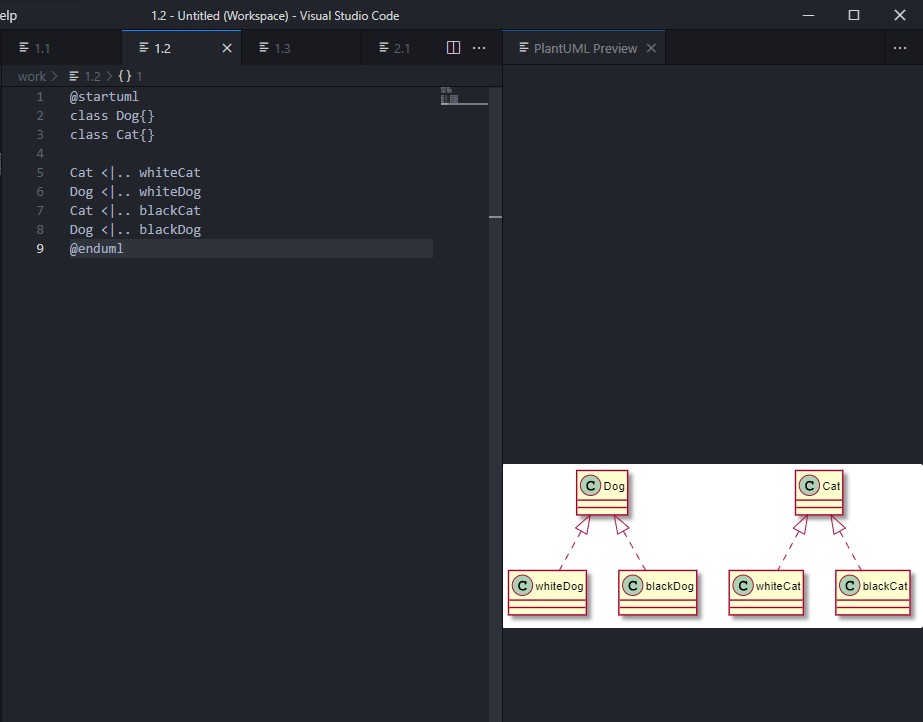 elp
1.2 - Untitled (Workspace) - Visual Studio Code
1.1
1.2
1.3
2.1
PlantUML Preview
work > 1.2 > {} 1
1 @startuml
2 class Dog{}
3 class Cat{}
4
5 Cat <|.. whiteCat
6 Dog <|.. whiteDog
7 Cat <|.. blackCat
8 Dog <|.. blackDog
9 @enduml
C Dog
C Cat
C whiteDog
C blackDog
C whiteCat
C blackCat